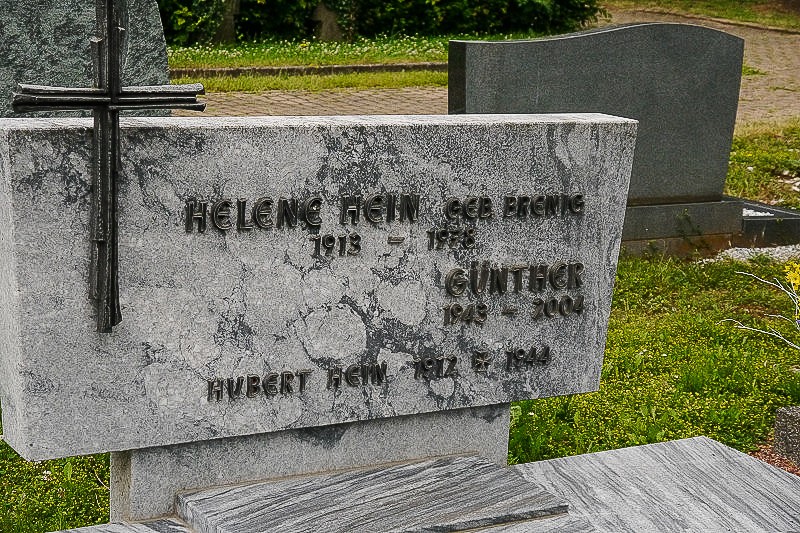 HELENE HEIN GEB BRENIG
1913 – 1978
GÜNTHER
1943 – 2004
HUBERT HEIN 1912 ✠ 1944